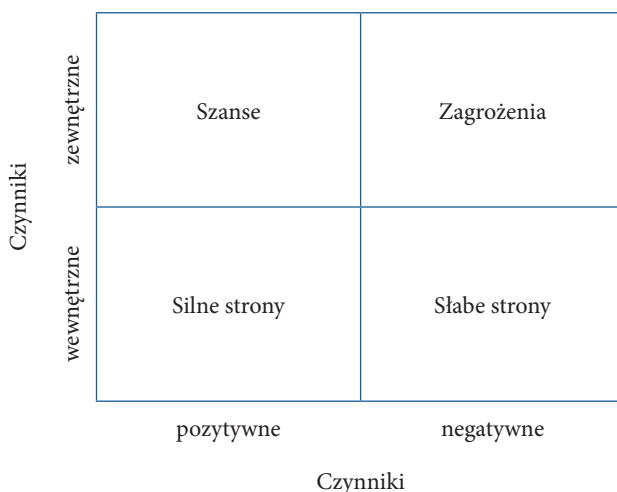 Czynniki
zewnętrzne
Szanse
Zagrożenia
wewnętrzne
Silne strony
Słabe strony
pozytywne
negatywne
Czynniki